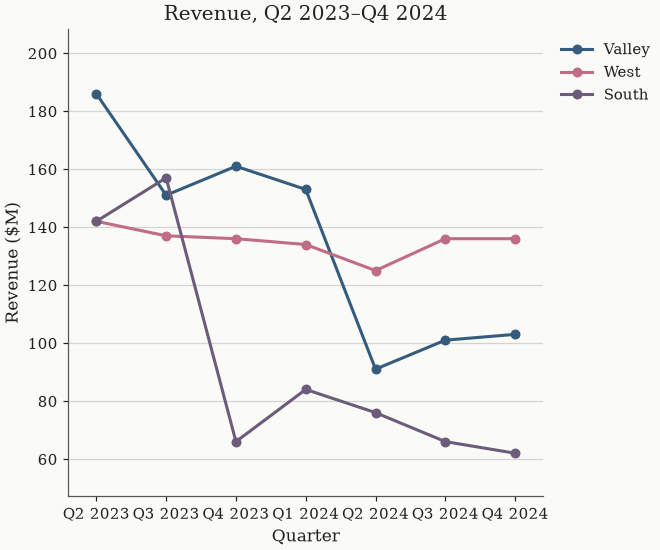 Revenue, Q2 2023–Q4 2024
Valley
West
South
Revenue ($M)
200
180
160
140
120
100
80
60
Q2 2023 Q3 2023 Q4 2023 Q1 2024 Q2 2024 Q3 2024 Q4 2024
Quarter